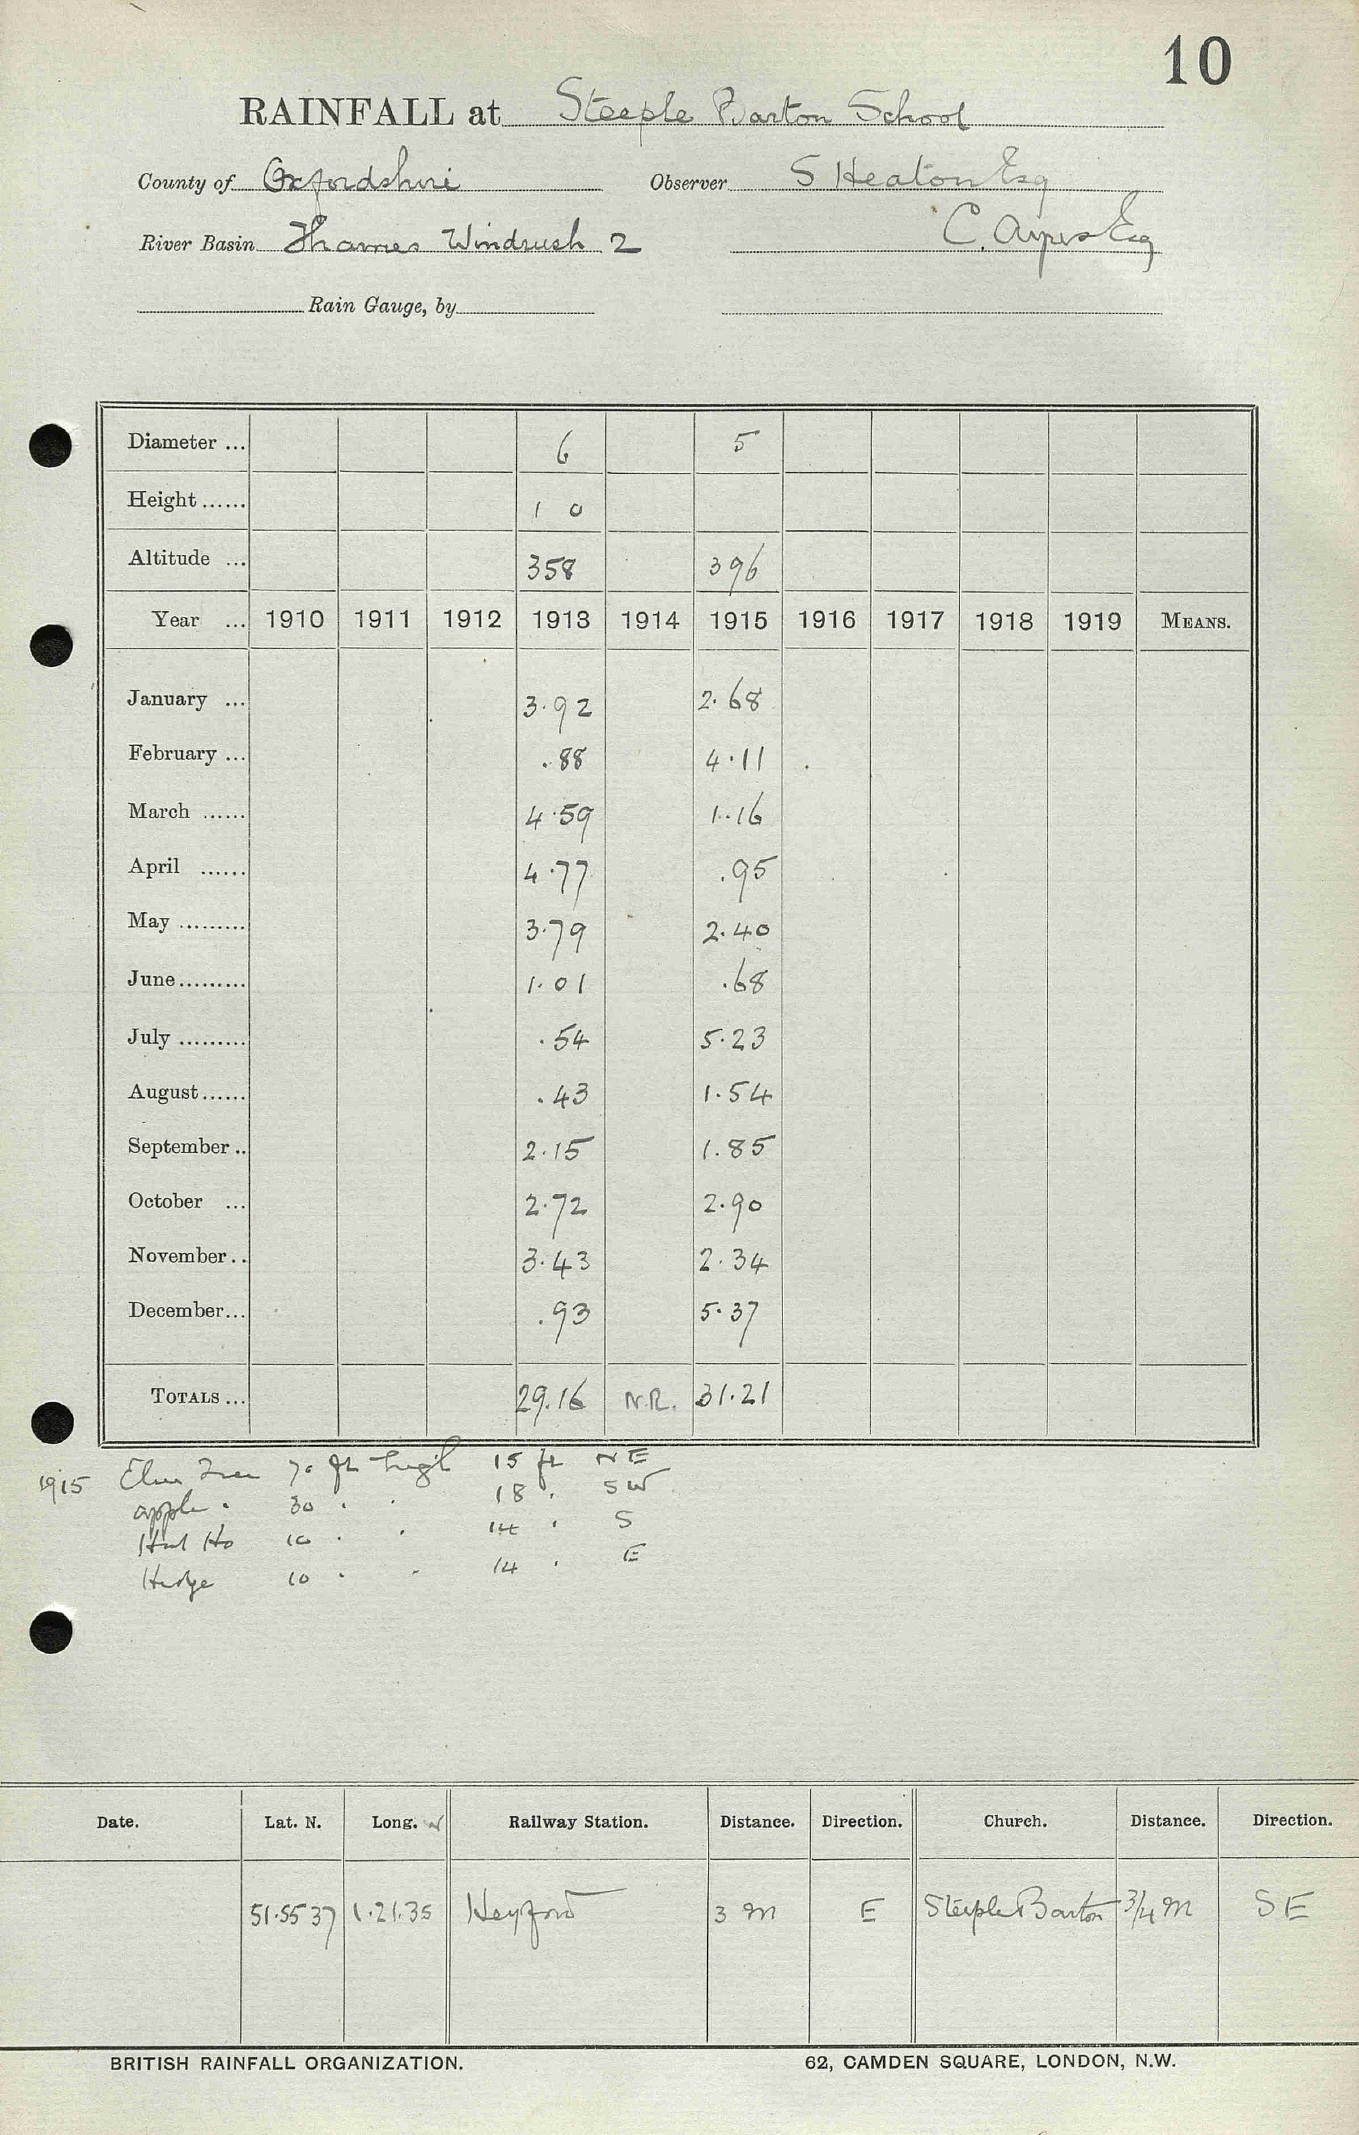 10
RAINFALL at Steeple Barton School
County of Oxfordshire Observer S Heaton Esq
River Basin Thames Windrush 2 C. Ayres Esq
Rain Gauge, by
Diameter ... 6 5
Height ...... 1 0
Altitude ... 358 396
Year ... 1910 1911 1912 1913 1914 1915 1916 1917 1918 1919 MEANS.
January ... 3.92 2.68
February ... .88 4.11
March ...... 4.59 1.16
April ...... 4.77 .95
May ......... 3.79 2.40
June ......... 1.01 .68
July ......... .54 5.23
August ...... .43 1.54
September .. 2.15 1.85
October ... 2.72 2.90
November .. 3.43 2.34
December ... .93 5.37
TOTALS ... 29.16 N.R. 31.21
1915 Elm Tree 70 ft high 15 ft NE
apple " 30 " " 18 " SW
Ho 10 " " 14 " S
Hedge 10 " " 14 " E
Date. Lat. N. Long. W Railway Station. Distance. Direction. Church. Distance. Direction.
51.55 37 1.21.35 Heyford 3 M E Steeple Barton 3/4 M SE
BRITISH RAINFALL ORGANIZATION. 62, CAMDEN SQUARE, LONDON, N.W.